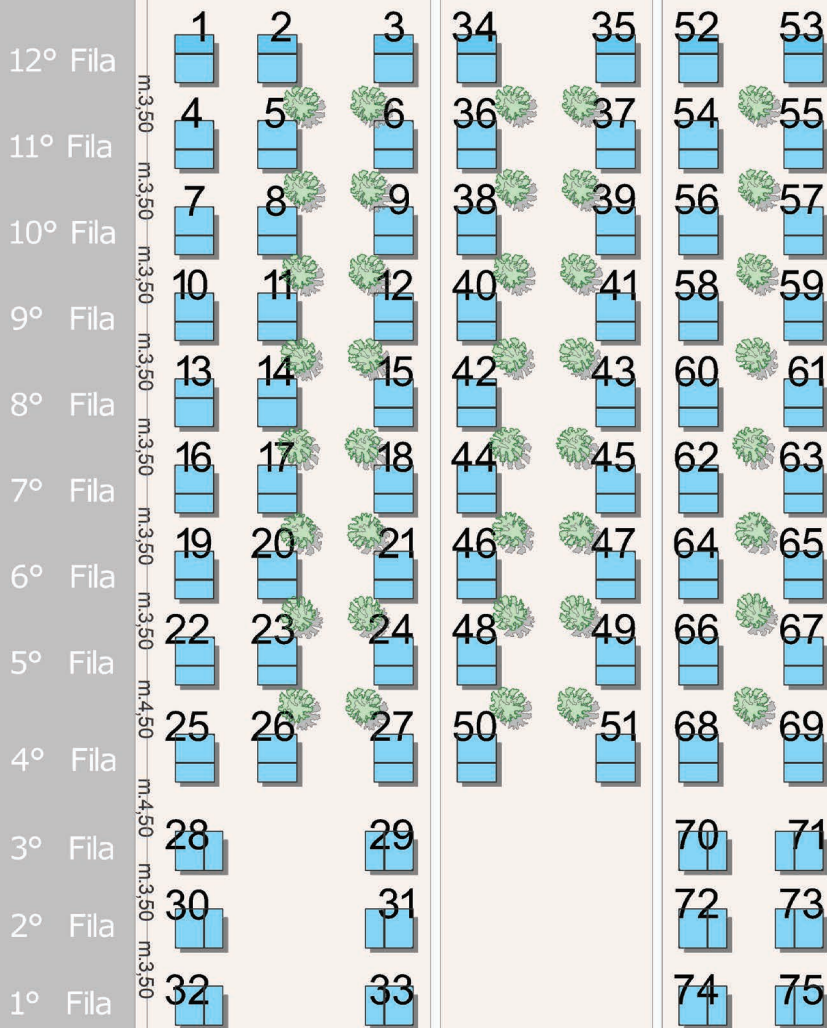 12° Fila 1 2 3 34 35 52 53
m.3,50
11° Fila 4 5 6 36 37 54 55
m.3,50
10° Fila 7 8 9 38 39 56 57
m.3,50
9° Fila 10 11 12 40 41 58 59
m.3,50
8° Fila 13 14 15 42 43 60 61
m.3,50
7° Fila 16 17 18 44 45 62 63
m.3,50
6° Fila 19 20 21 46 47 64 65
m.3,50
5° Fila 22 23 24 48 49 66 67
m.4,50
4° Fila 25 26 27 50 51 68 69
m.4,50
3° Fila 28 29 70 71
m.3,50
2° Fila 30 31 72 73
m.3,50
1° Fila 32 33 74 75